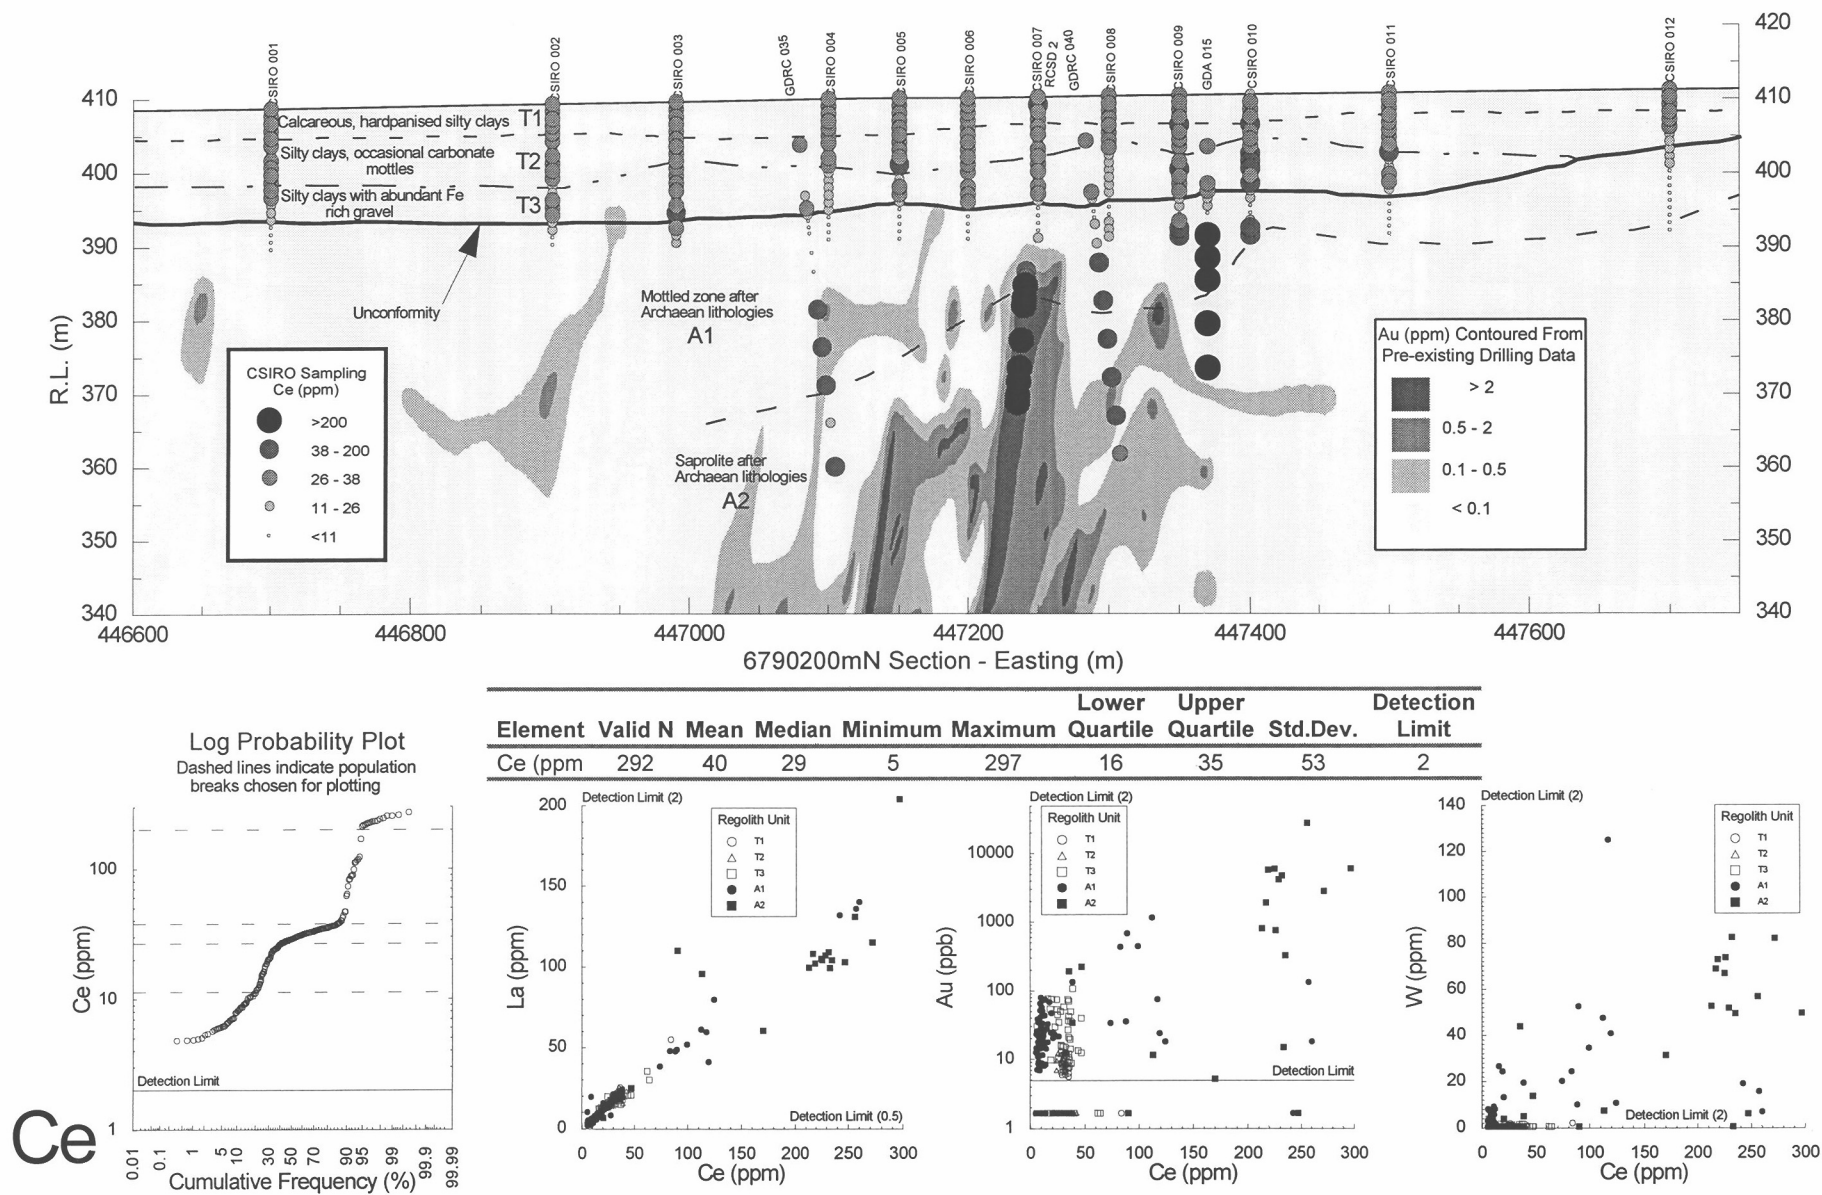 CSIRO 001
CSIRO 002
CSIRO 003
GDRC 035
CSIRO 004
CSIRO 005
CSIRO 006
CSIRO 007
RCSD 2
GDRC 040
CSIRO 008
CSIRO 009
GDA 015
CSIRO 010
CSIRO 011
CSIRO 012
420
410
410
400
400
390
390
380
380
370
370
360
360
350
350
340
340
R.L. (m)
Calcareous, hardpanised silty clays T1
Silty clays, occasional carbonate
mottles
T2
Silty clays with abundant Fe
rich gravel
T3
Unconformity
Mottled zone after
Archaean lithologies
A1
Saprolite after
Archaean lithologies
A2
CSIRO Sampling
Ce (ppm)
>200
38 - 200
26 - 38
11 - 26
<11
Au (ppm) Contoured From
Pre-existing Drilling Data
> 2
0.5 - 2
0.1 - 0.5
< 0.1
446600 446800 447000 447200 447400 447600
6790200mN Section - Easting (m)
Element Valid N Mean Median Minimum Maximum Lower Quartile Upper Quartile Std.Dev. Detection Limit
Ce (ppm 292 40 29 5 297 16 35 53 2
Log Probability Plot
Dashed lines indicate population
breaks chosen for plotting
Ce (ppm)
100
10
1
Detection Limit
0.01 0.1 1 5 10 30 50 70 90 95 99 99.9 99.99
Cumulative Frequency (%)
Ce
Detection Limit (2)
Regolith Unit
T1
T2
T3
A1
A2
La (ppm)
200
150
100
50
0
Detection Limit (0.5)
0 50 100 150 200 250 300
Ce (ppm)
Detection Limit (2)
Regolith Unit
T1
T2
T3
A1
A2
Au (ppb)
10000
1000
100
10
1
Detection Limit
0 50 100 150 200 250 300
Ce (ppm)
Detection Limit (2)
Regolith Unit
T1
T2
T3
A1
A2
W (ppm)
140
120
100
80
60
40
20
0
Detection Limit (2)
0 50 100 150 200 250 300
Ce (ppm)